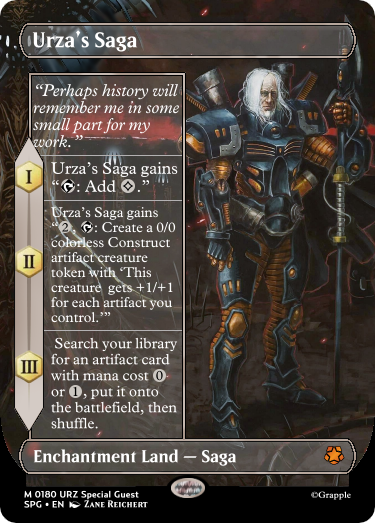 Urza's Saga
“Perhaps history will
remember me in some
small part for my
work.”
I
Urza's Saga gains
“: Add .”
II
Urza's Saga gains
“2, : Create a 0/0
colorless Construct
artifact creature
token with ‘This
creature gets +1/+1
for each artifact you
control.’”
III
Search your library
for an artifact card
with mana cost 0
or 1, put it onto
the battlefield, then
shuffle.
Enchantment Land — Saga
M 0180 URZ Special Guest
SPG • EN Zane Reichert
©Grapple